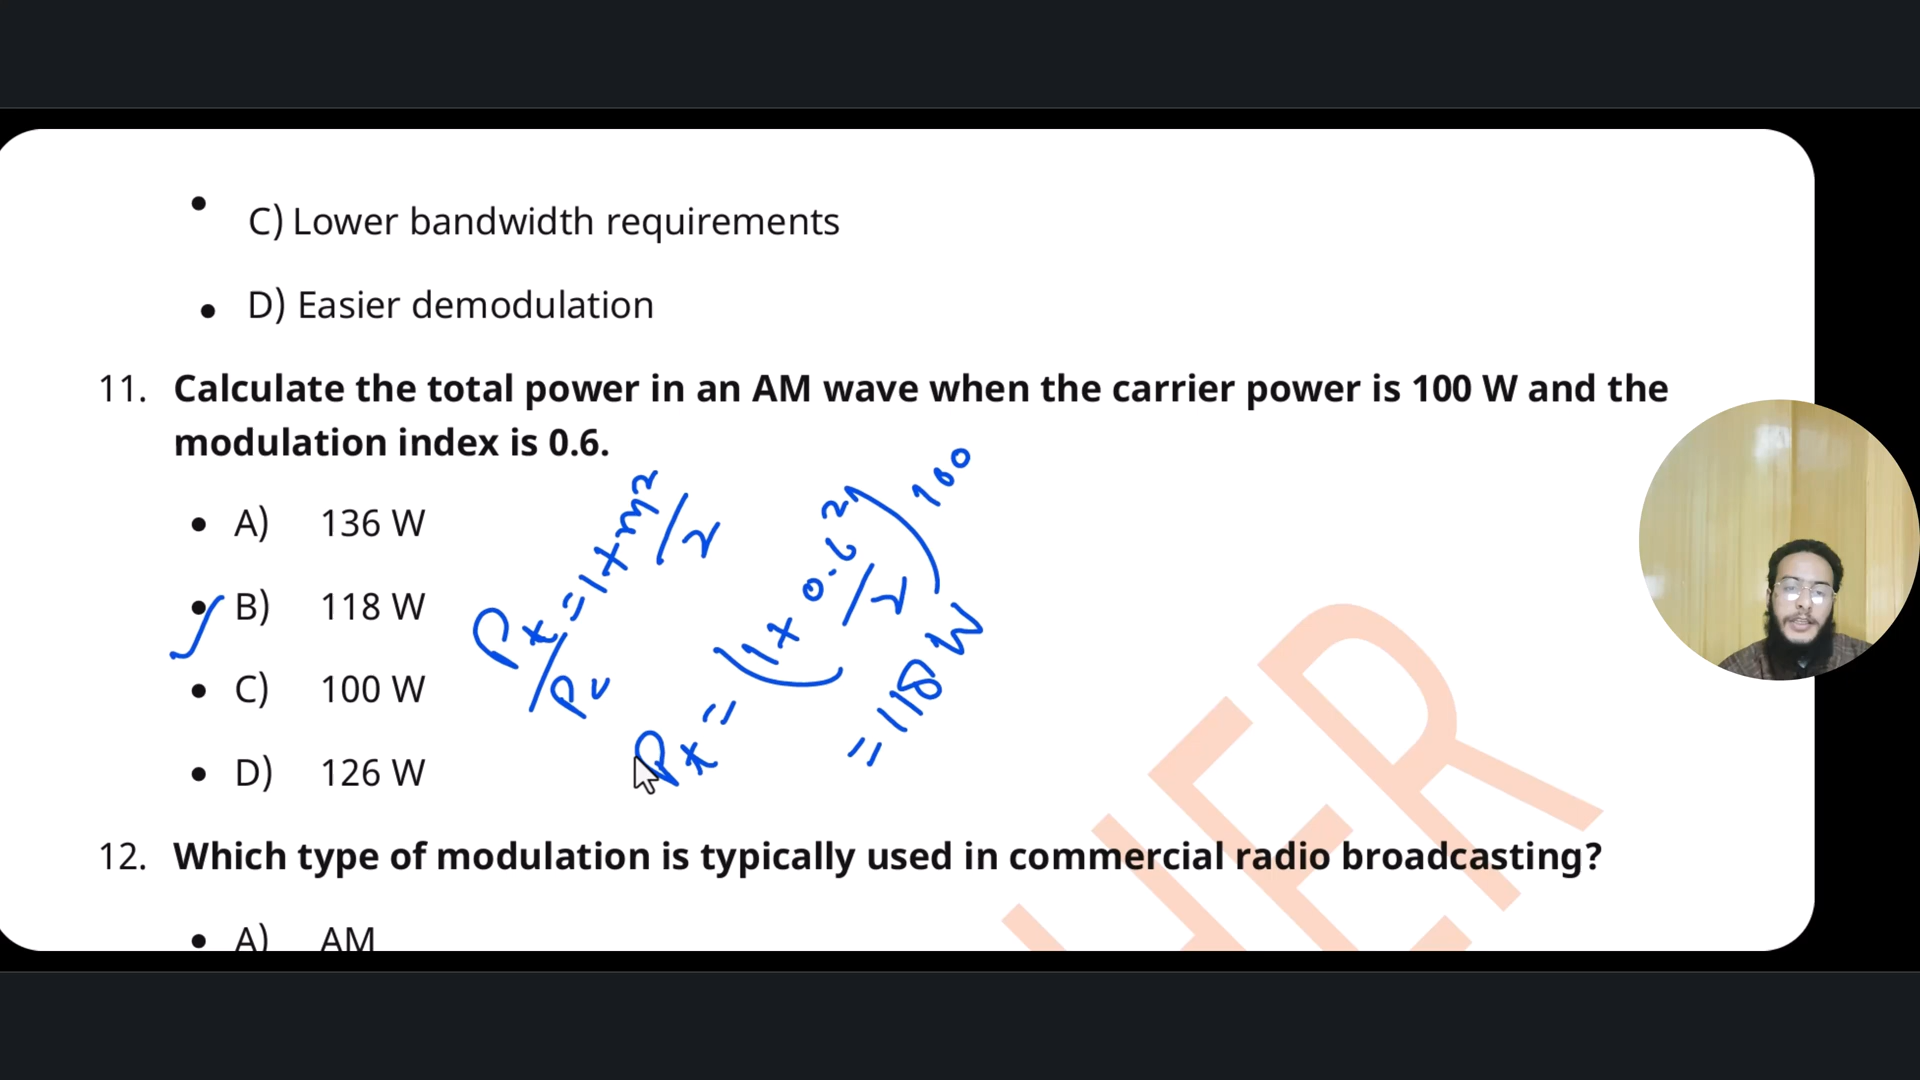 C) Lower bandwidth requirements
D) Easier demodulation
11. Calculate the total power in an AM wave when the carrier power is 100 W and the
modulation index is 0.6.
A) 136 W
B) 118 W
C) 100 W
D) 126 W
Pt/Pc = 1+m²/2
Pt = (1+0.6²/2) 100
= 118 W
12. Which type of modulation is typically used in commercial radio broadcasting?
A) AM
HER